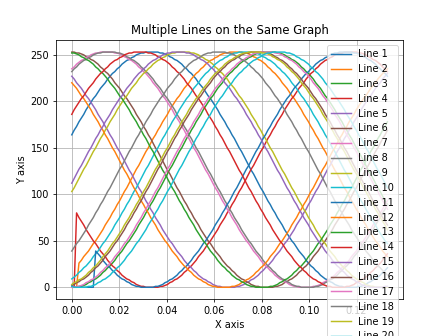 Multiple Lines on the Same Graph
Y axis
250
200
150
100
50
0
0.00
0.02
0.04
0.06
0.08
0.10
X axis
Line 1
Line 2
Line 3
Line 4
Line 5
Line 6
Line 7
Line 8
Line 9
Line 10
Line 11
Line 12
Line 13
Line 14
Line 15
Line 16
Line 17
Line 18
Line 19
Line 20